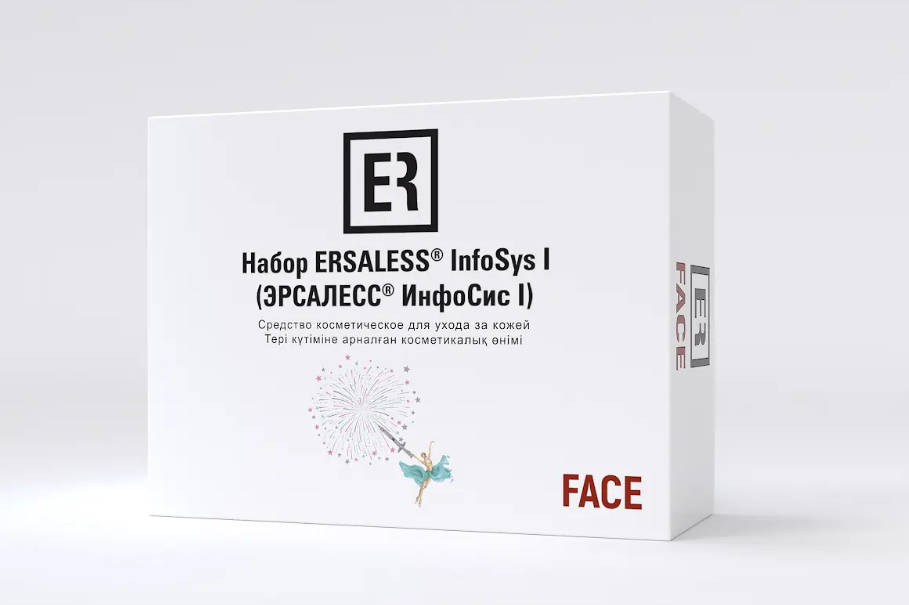 ER
Набор ERSALESS® InfoSys I
(ЭРСАЛЕСС® ИнфоСис I)
Средство косметическое для ухода за кожей
Тері күтіміне арналған косметикалық өнімі
FACE
ER
FACE